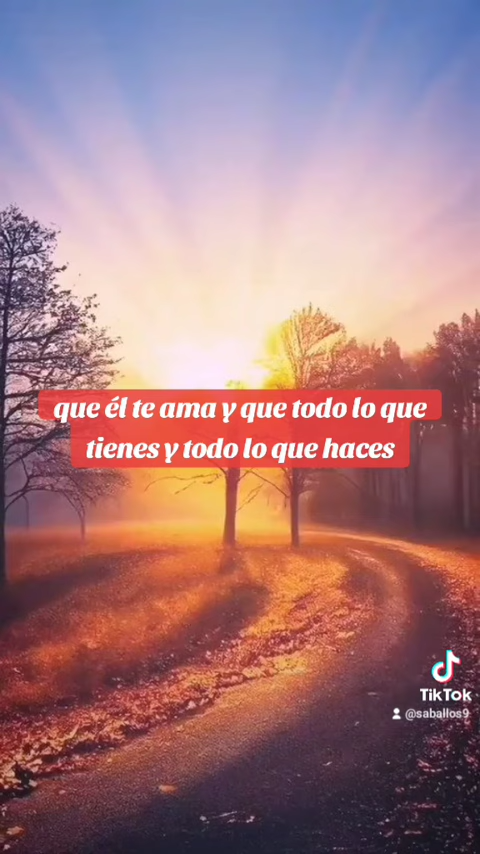 que él te ama y que todo lo que
tienes y todo lo que haces
TikTok
@saballos9